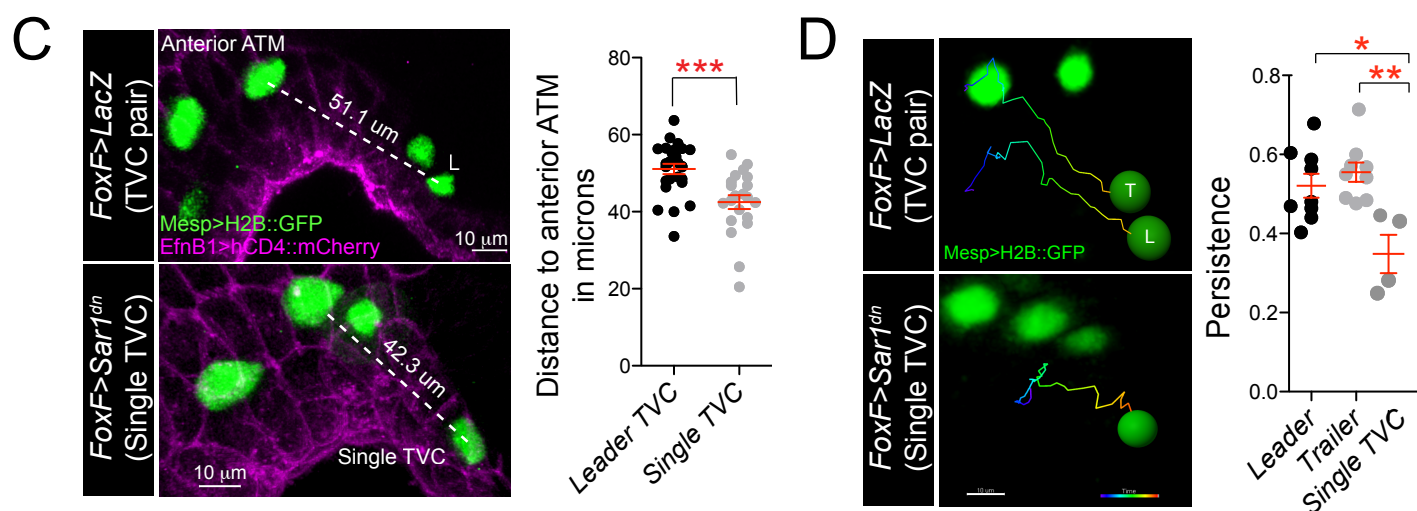 C
FoxF>LacZ
(TVC pair)
Anterior ATM
51.1 um
L
Mesp>H2B::GFP
EfnB1>hCD4::mCherry
10 μm
FoxF>Sar1dn
(Single TVC)
42.3 um
Single TVC
10 μm
Distance to anterior ATM
in microns
80
60
40
20
0
***
Leader TVC
Single TVC
D
FoxF>LacZ
(TVC pair)
T
L
Mesp>H2B::GFP
FoxF>Sar1dn
(Single TVC)
10 um
Time
Persistence
0.8
0.6
0.4
0.2
0.0
*
**
Leader
Trailer
Single TVC